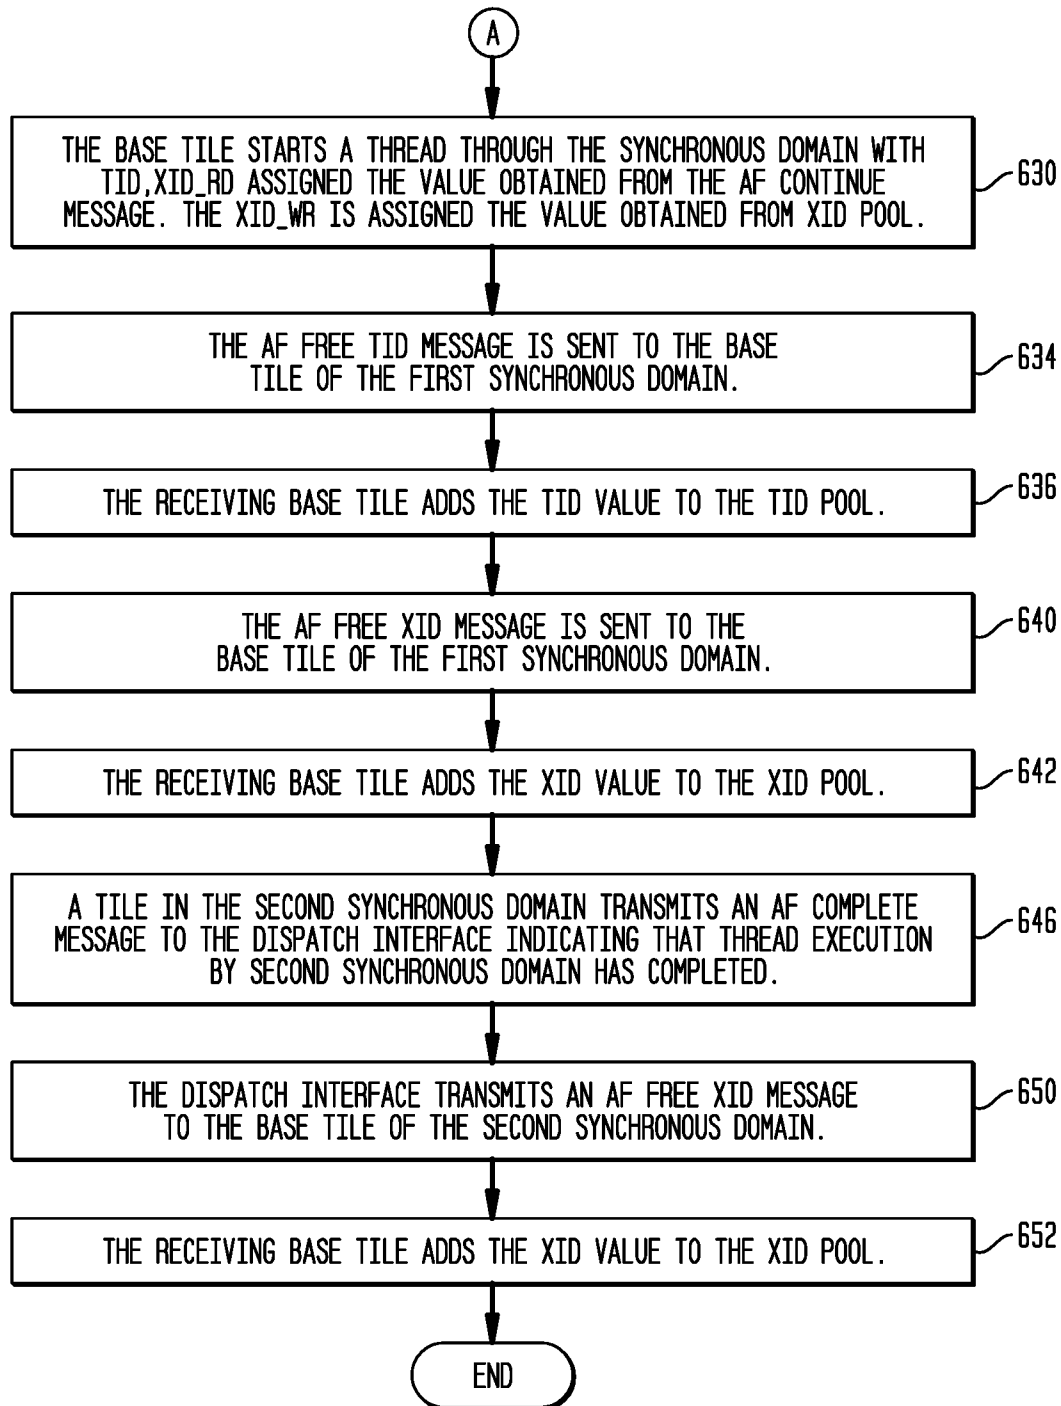 A
THE BASE TILE STARTS A THREAD THROUGH THE SYNCHRONOUS DOMAIN WITH
TID,XID_RD ASSIGNED THE VALUE OBTAINED FROM THE AF CONTINUE
MESSAGE. THE XID_WR IS ASSIGNED THE VALUE OBTAINED FROM XID POOL.
630
THE AF FREE TID MESSAGE IS SENT TO THE BASE
TILE OF THE FIRST SYNCHRONOUS DOMAIN.
634
THE RECEIVING BASE TILE ADDS THE TID VALUE TO THE TID POOL.
636
THE AF FREE XID MESSAGE IS SENT TO THE
BASE TILE OF THE FIRST SYNCHRONOUS DOMAIN.
640
THE RECEIVING BASE TILE ADDS THE XID VALUE TO THE XID POOL.
642
A TILE IN THE SECOND SYNCHRONOUS DOMAIN TRANSMITS AN AF COMPLETE
MESSAGE TO THE DISPATCH INTERFACE INDICATING THAT THREAD EXECUTION
BY SECOND SYNCHRONOUS DOMAIN HAS COMPLETED.
646
THE DISPATCH INTERFACE TRANSMITS AN AF FREE XID MESSAGE
TO THE BASE TILE OF THE SECOND SYNCHRONOUS DOMAIN.
650
THE RECEIVING BASE TILE ADDS THE XID VALUE TO THE XID POOL.
652
END